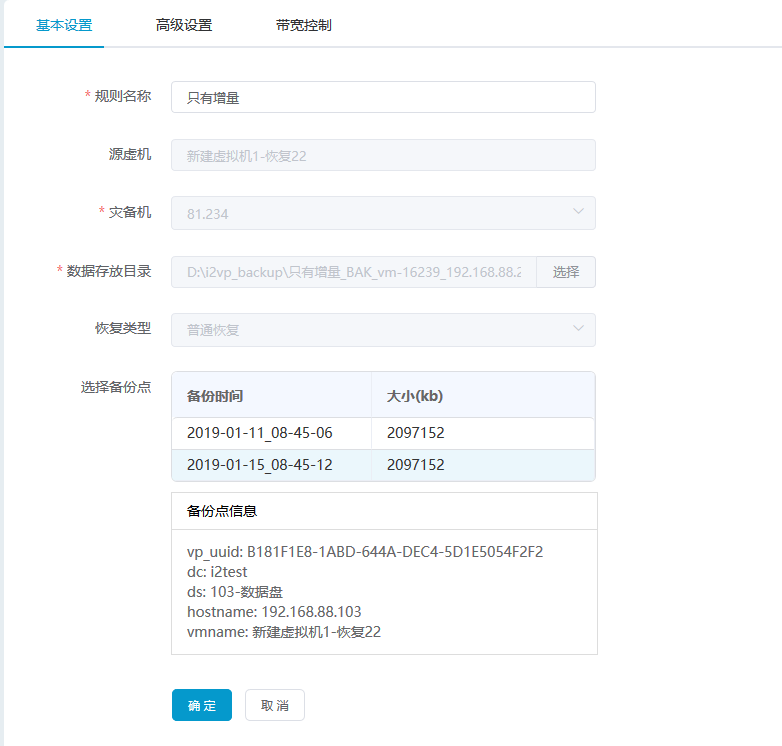 基本设置 高级设置 带宽控制
* 规则名称 只有增量
源虚机 新建虚拟机1-恢复22
* 灾备机 81.234
* 数据存放目录 D:\i2vp_backup\只有增量_BAK_vm-16239_192.168.88.2 选择
恢复类型 普通恢复
选择备份点 备份时间 大小(kb)
2019-01-11_08-45-06 2097152
2019-01-15_08-45-12 2097152
备份点信息
vp_uuid: B181F1E8-1ABD-644A-DEC4-5D1E5054F2F2
dc: i2test
ds: 103-数据盘
hostname: 192.168.88.103
vmname: 新建虚拟机1-恢复22
确 定 取 消